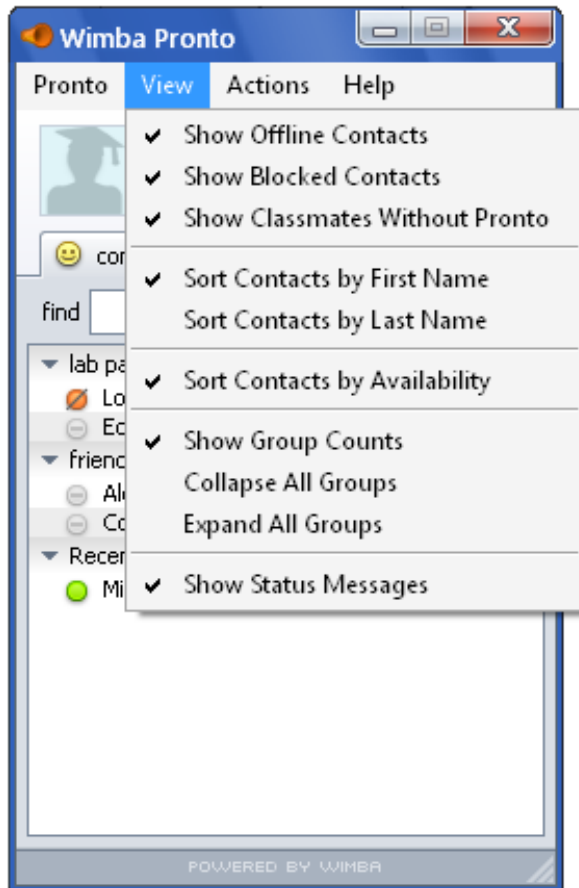 Wimba Pronto
Pronto View Actions Help
Show Offline Contacts
Show Blocked Contacts
Show Classmates Without Pronto
Sort Contacts by First Name
find
Sort Contacts by Last Name
lab
Sort Contacts by Availability
Show Group Counts
Collapse All Groups
Expand All Groups
Show Status Messages
POWERED BY WIMBA